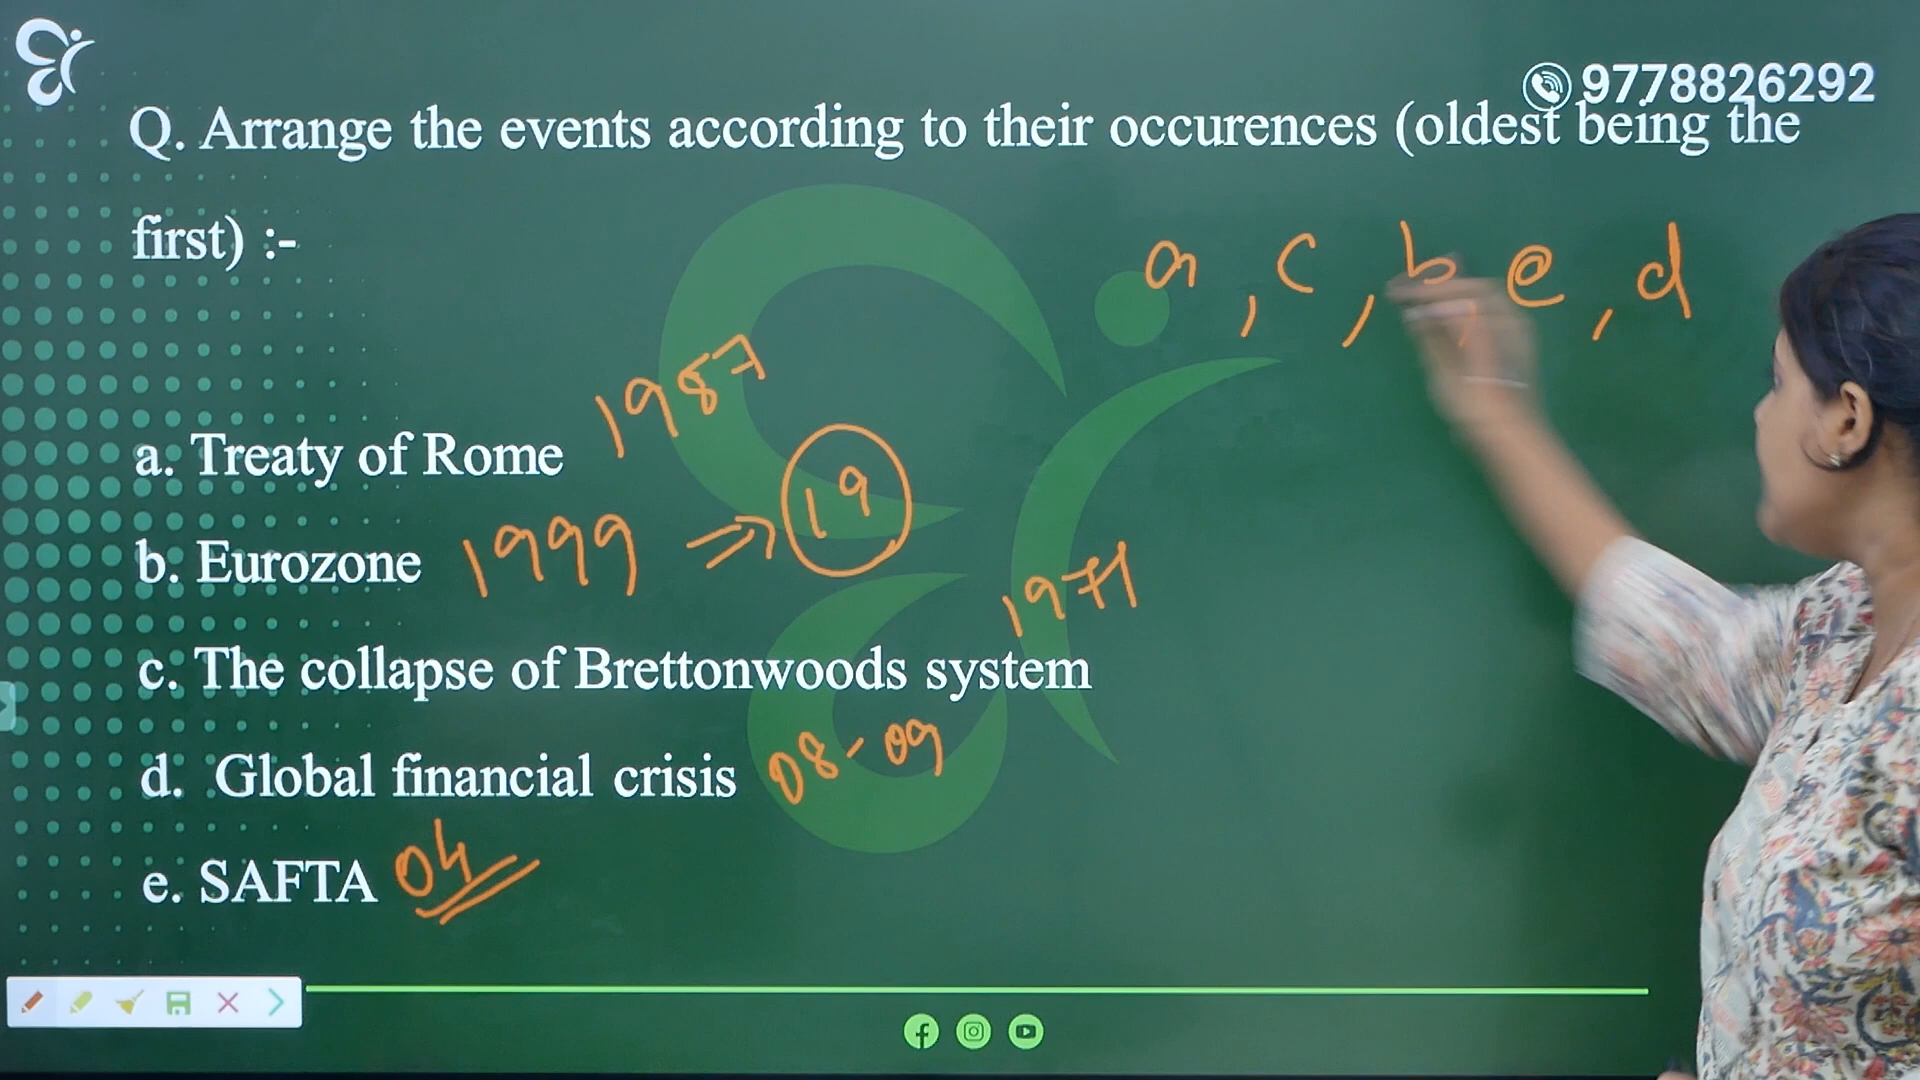 9778826292
Q. Arrange the events according to their occurences (oldest being the
first) :-
a, c, b, e, d
a. Treaty of Rome 1987
b. Eurozone 1999 ⇒ 19
c. The collapse of Brettonwoods system 1971
d. Global financial crisis 08-09
e. SAFTA 04